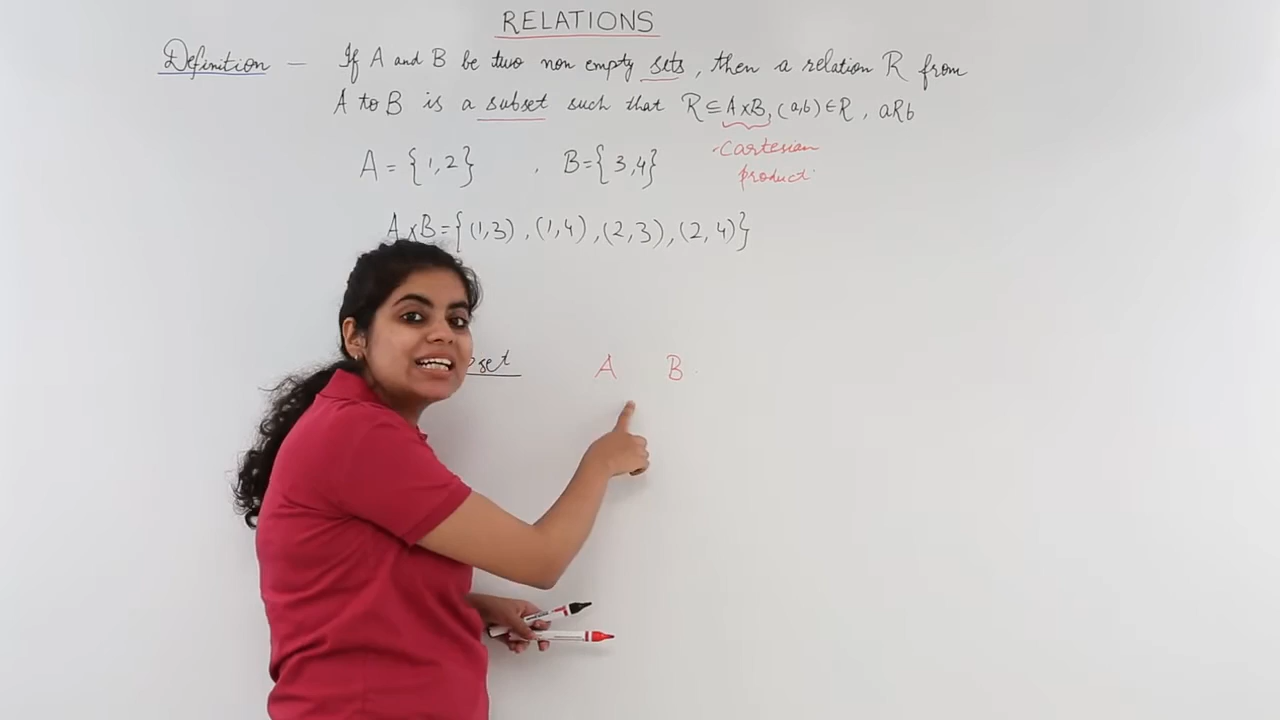 RELATIONS
Definition — If A and B be two non empty sets, then a relation R from
A to B is a subset such that R ⊆ A×B, (a,b) ∈ R, aRb
Cartesian
product
A = {1,2} , B={3,4}
A×B={(1,3), (1,4), (2,3), (2,4)}
A B